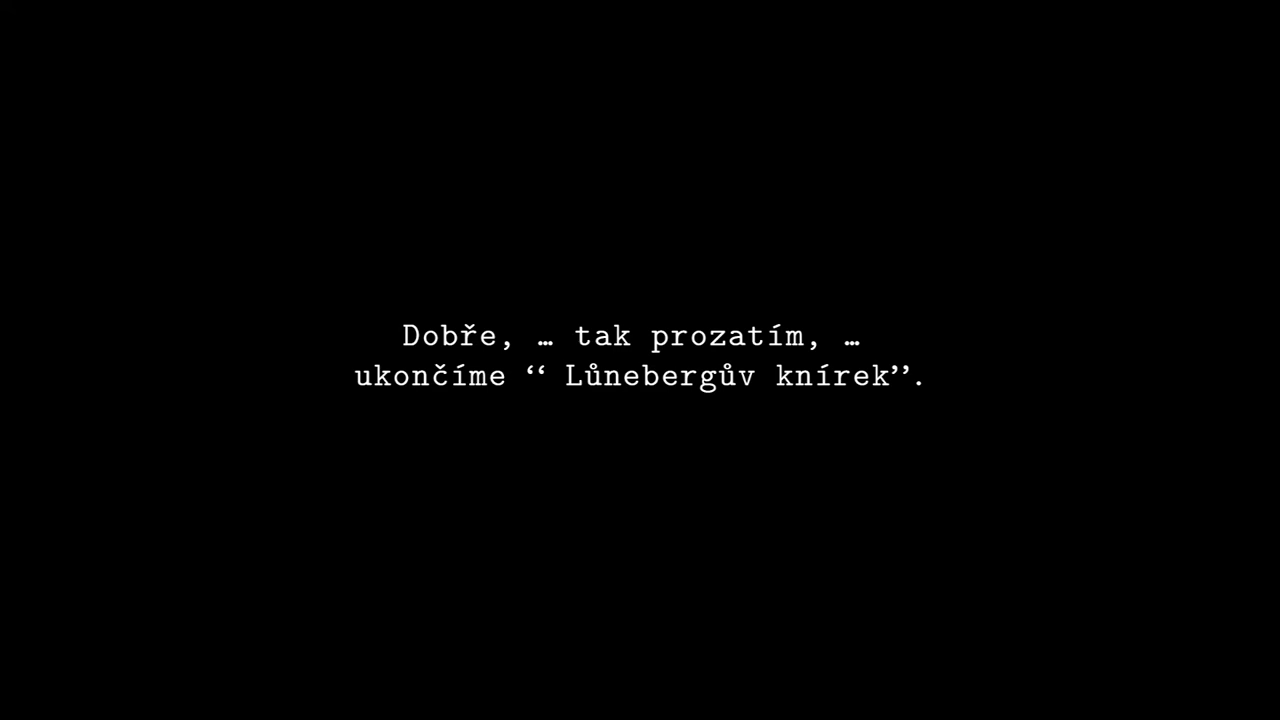 Dobře, … tak prozatím, …
ukončíme “ Lůnebergův knírek”.